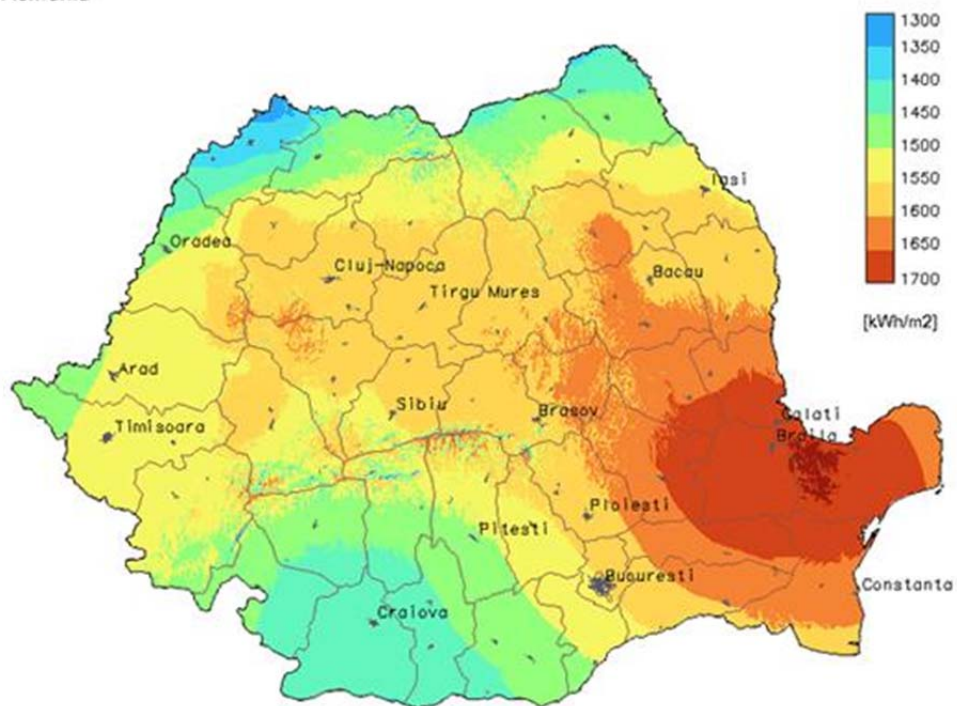 1300
1350
1400
1450
1500
1550
1600
1650
1700
[kWh/m2]
Iasi
Oradea
Cluj-Napoca
Bacau
Tirgu Mures
Arad
Sibiu
Brasov
Galati
Timisoara
Braila
Ploiesti
Pitesti
Bucuresti
Constanta
Craiova